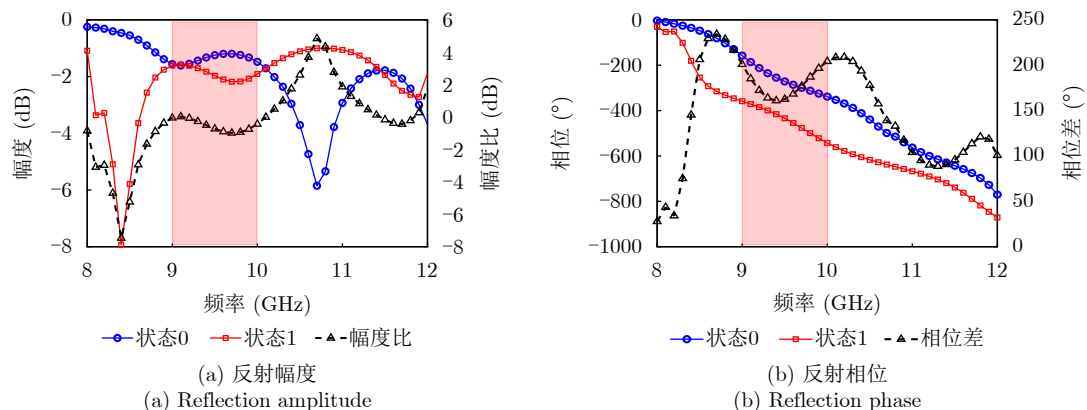 0
−2
−4
−6
−8
幅度 (dB)
6
4
2
0
−2
−4
−6
−8
幅度比 (dB)
8 9 10 11 12
频率 (GHz)
状态0 状态1 幅度比
(a) 反射幅度
(a) Reflection amplitude
0
−200
−400
−600
−800
−1000
相位 (°)
250
200
150
100
50
0
相位差 (°)
8 9 10 11 12
频率 (GHz)
状态0 状态1 相位差
(b) 反射相位
(b) Reflection phase